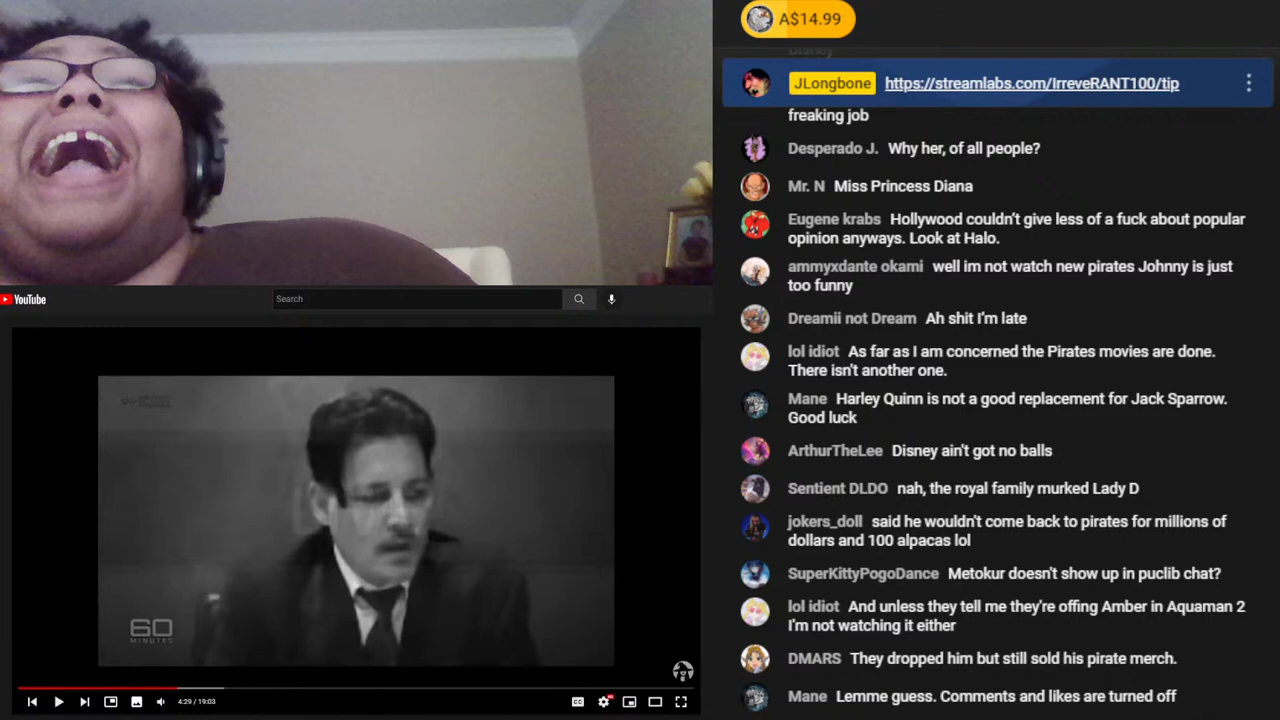 A$14.99
Disney
JLongbone https://streamlabs.com/IrreveRANT100/tip
freaking job
Desperado J. Why her, of all people?
Mr. N Miss Princess Diana
Eugene krabs Hollywood couldn't give less of a fuck about popular
opinion anyways. Look at Halo.
ammyxdante okami well im not watch new pirates Johnny is just
too funny
Dreamii not Dream Ah shit I'm late
lol idiot As far as I am concerned the Pirates movies are done.
There isn't another one.
Mane Harley Quinn is not a good replacement for Jack Sparrow.
Good luck
ArthurTheLee Disney ain't got no balls
Sentient DLDO nah, the royal family murked Lady D
jokers_doll said he wouldn't come back to pirates for millions of
dollars and 100 alpacas lol
SuperKittyPogoDance Metokur doesn't show up in puclib chat?
lol idiot And unless they tell me they're offing Amber in Aquaman 2
I'm not watching it either
DMARS They dropped him but still sold his pirate merch.
Mane Lemme guess. Comments and likes are turned off
YouTube
Search
sky
60
MINUTES
4:29 / 19:03
CC
HD